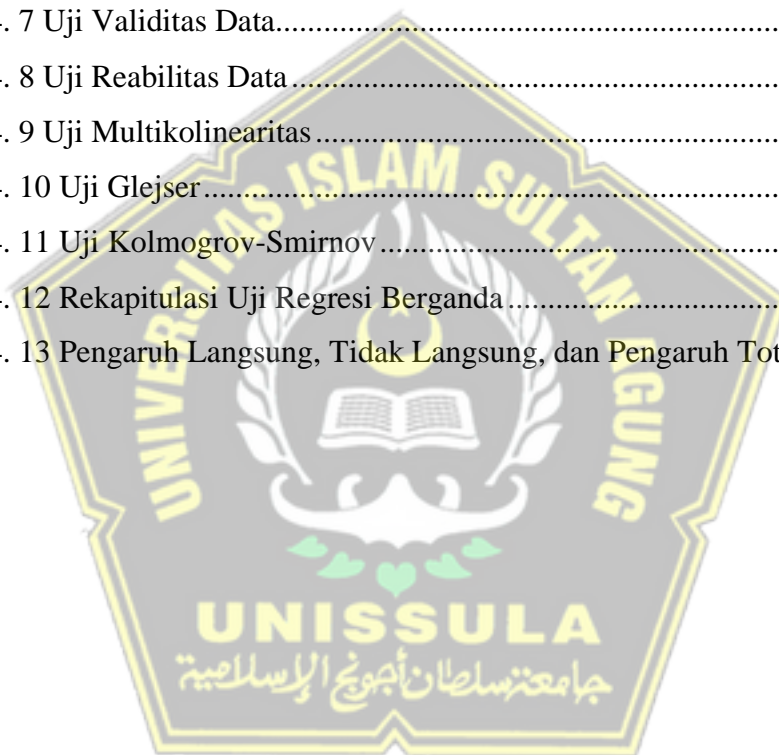 . 7 Uji Validitas Data
. 8 Uji Reabilitas Data
. 9 Uji Multikolinearitas
. 10 Uji Glejser
. 11 Uji Kolmogrov-Smirnov
. 12 Rekapitulasi Uji Regresi Berganda
. 13 Pengaruh Langsung, Tidak Langsung, dan Pengaruh Tot
UNIVERSITAS ISLAM SULTAN AGUNG
UNISSULA
جامعتسلطان أجونج الإسلامية